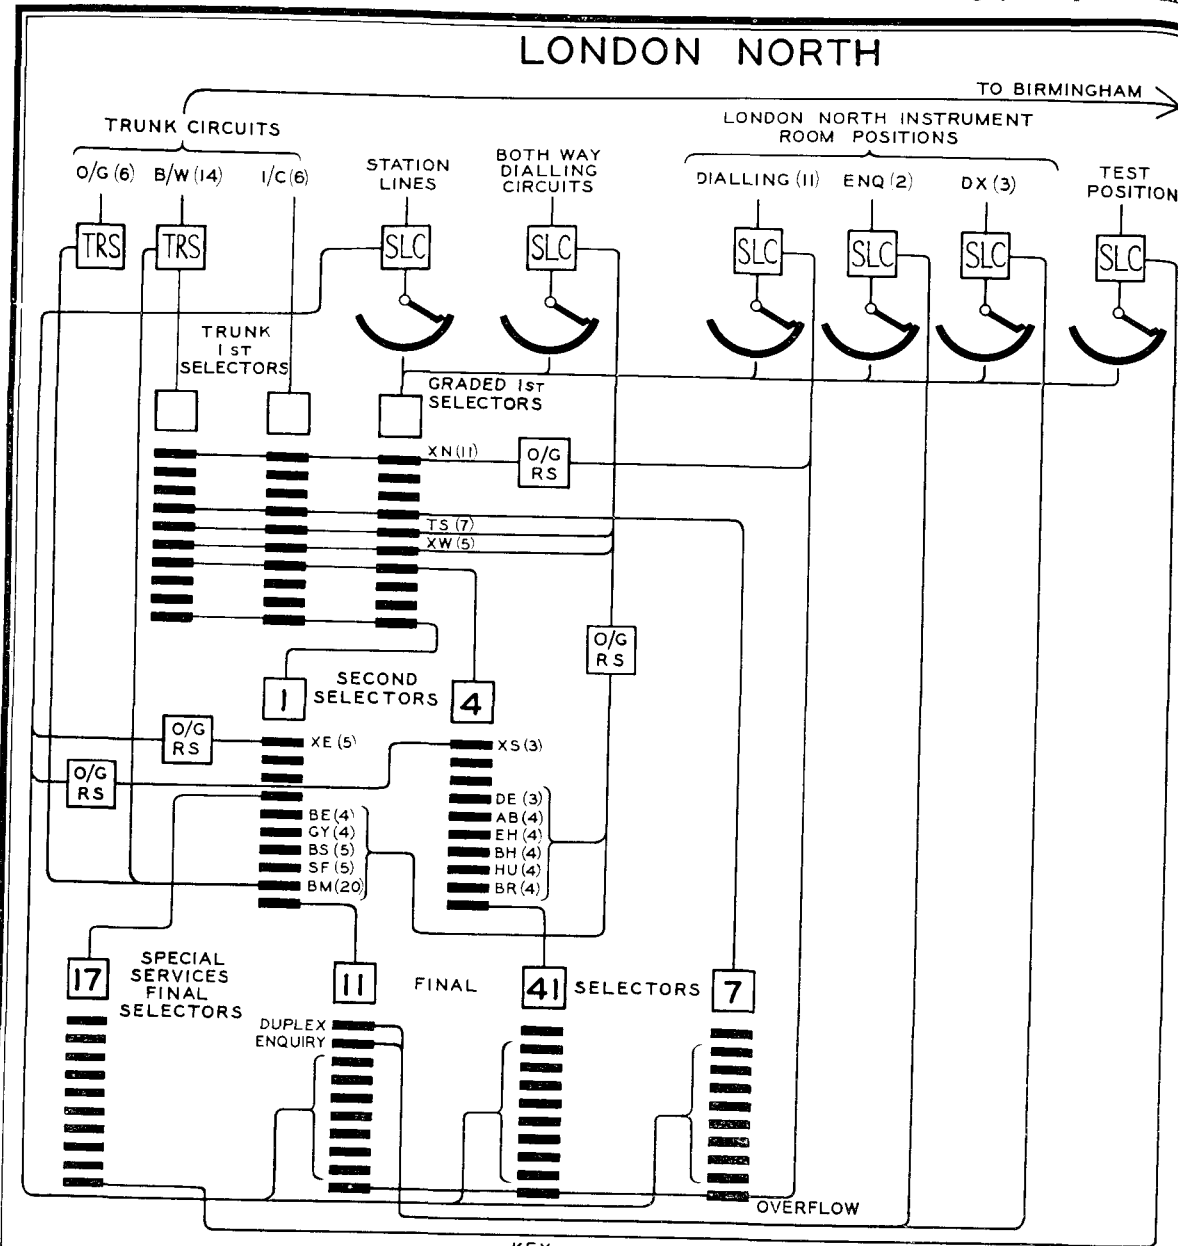 LONDON NORTH
TO BIRMINGHAM
TRUNK CIRCUITS
O/G (6) B/W (14) I/C (6)
STATION
LINES
BOTH WAY
DIALLING
CIRCUITS
LONDON NORTH INSTRUMENT
ROOM POSITIONS
DIALLING (11) ENQ (2) DX (3)
TEST
POSITION
TRS
TRS
SLC
SLC
SLC
SLC
SLC
SLC
TRUNK
1ST
SELECTORS
GRADED 1ST
SELECTORS
XN (11)
O/G
RS
TS (7)
XW (5)
O/G
RS
1
SECOND
SELECTORS
4
O/G
RS
XE (5)
XS (3)
O/G
RS
BE (4)
GY (4)
BS (5)
SF (5)
BM (20)
DE (3)
AB (4)
EH (4)
BH (4)
HU (4)
BR (4)
17
SPECIAL
SERVICES
FINAL
SELECTORS
11
FINAL
41
SELECTORS
7
DUPLEX
ENQUIRY
OVERFLOW
KEY